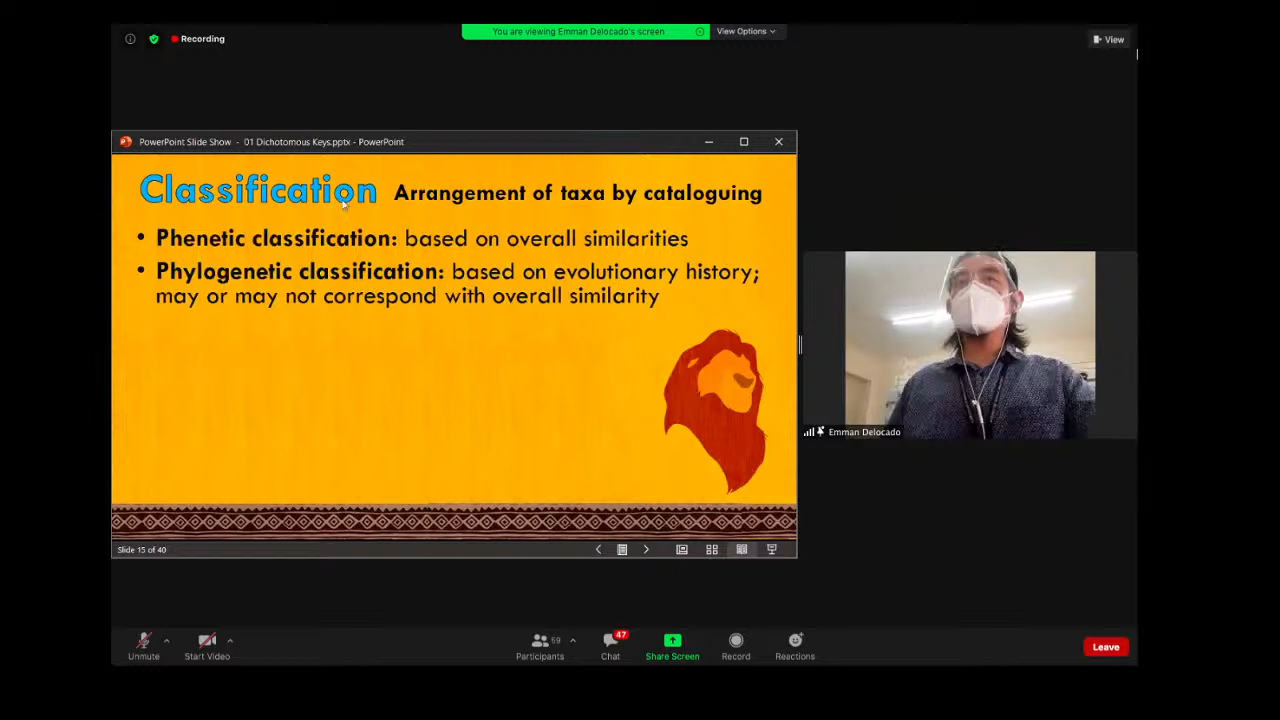 Recording
You are viewing Emman Delocado's screen
View Options
View
PowerPoint Slide Show - 01 Dichotomous Keys.pptx - PowerPoint
Classification Arrangement of taxa by cataloguing
• Phenetic classification: based on overall similarities
• Phylogenetic classification: based on evolutionary history;
may or may not correspond with overall similarity
Emman Delocado
Slide 15 of 40
Unmute
Start Video
59
Participants
47
Chat
Share Screen
Record
Reactions
Leave